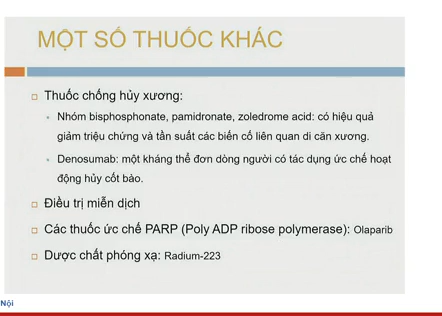 MỘT SỐ THUỐC KHÁC
Thuốc chống hủy xương:
Nhóm bisphosphonate, pamidronate, zoledrome acid: có hiệu quả
giảm triệu chứng và tần suất các biến cố liên quan di căn xương.
Denosumab: một kháng thể đơn dòng người có tác dụng ức chế hoạt
động hủy cốt bào.
Điều trị miễn dịch
Các thuốc ức chế PARP (Poly ADP ribose polymerase): Olaparib
Dược chất phóng xạ: Radium-223
Nội